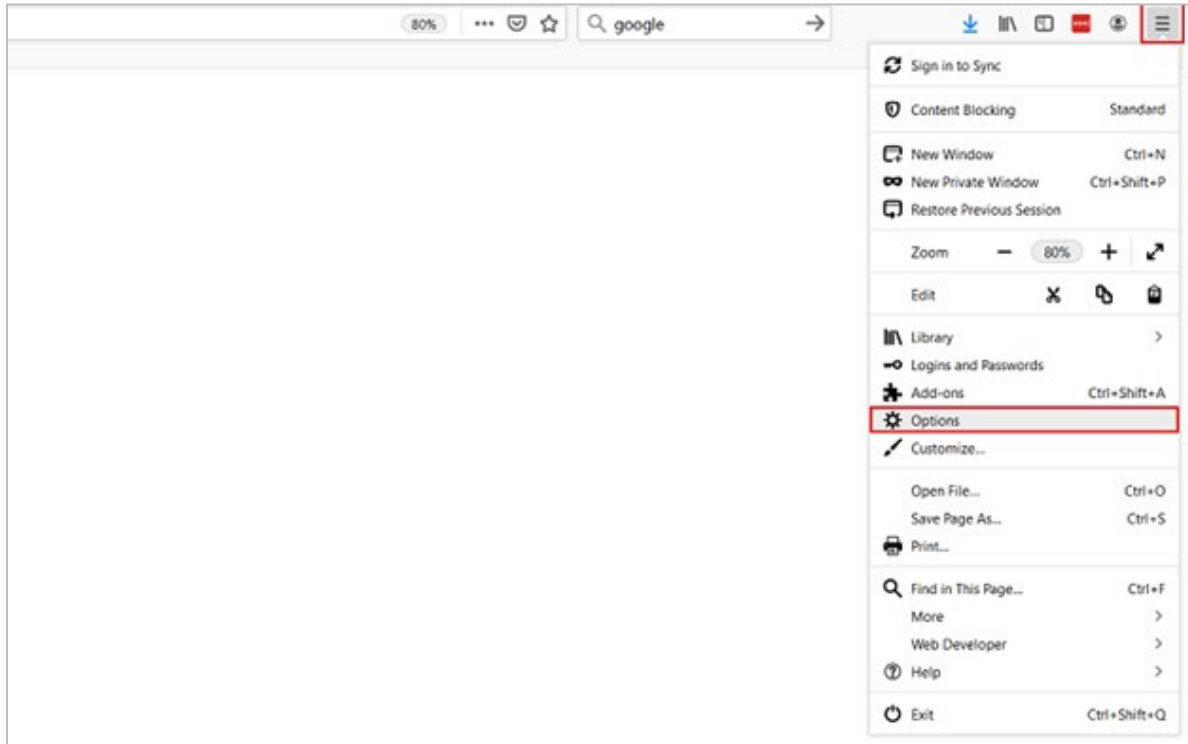 80% google
Sign in to Sync
Content Blocking Standard
New Window Ctrl+N
New Private Window Ctrl+Shift+P
Restore Previous Session
Zoom 80%
Edit
Library
Logins and Passwords
Add-ons Ctrl+Shift+A
Options
Customize...
Open File... Ctrl+O
Save Page As... Ctrl+S
Print...
Find in This Page... Ctrl+F
More
Web Developer
Help
Exit Ctrl+Shift+Q